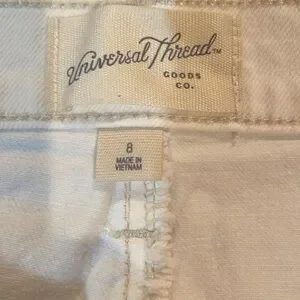 Universal Thread™
GOODS
CO.
8
MADE IN
VIETNAM